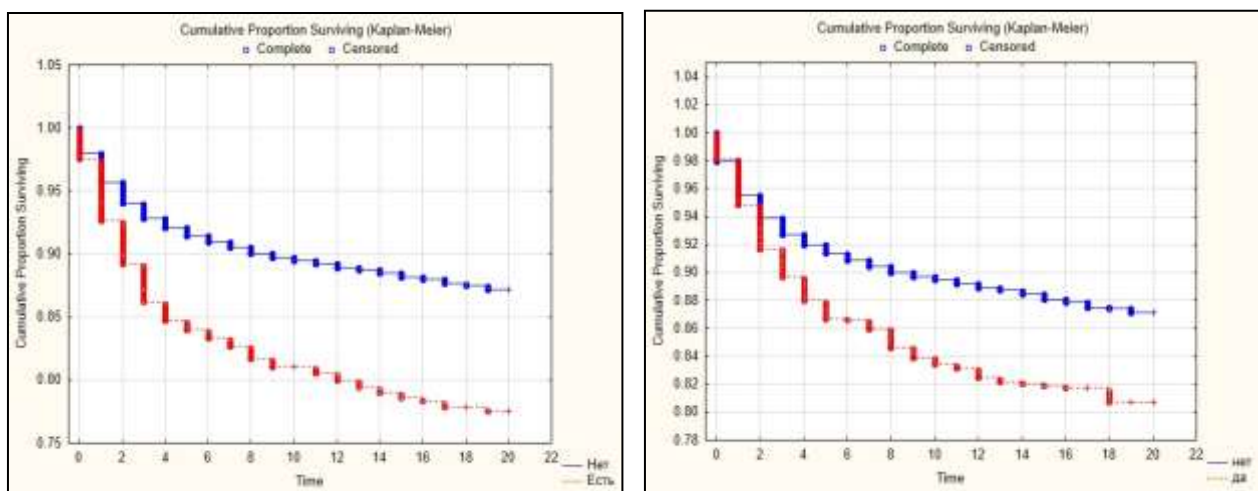 Cumulative Proportion Surviving (Kaplan-Meier)
Complete Censored
1.05
1.00
0.95
0.90
0.85
0.80
0.75
Cumulative Proportion Surviving
0 2 4 6 8 10 12 14 16 18 20 22
Time
Нет
Есть
Cumulative Proportion Surviving (Kaplan-Meier)
Complete Censored
1.04
1.02
1.00
0.98
0.96
0.94
0.92
0.90
0.88
0.86
0.84
0.82
0.80
0.78
Cumulative Proportion Surviving
0 2 4 6 8 10 12 14 16 18 20 22
Time
нет
да